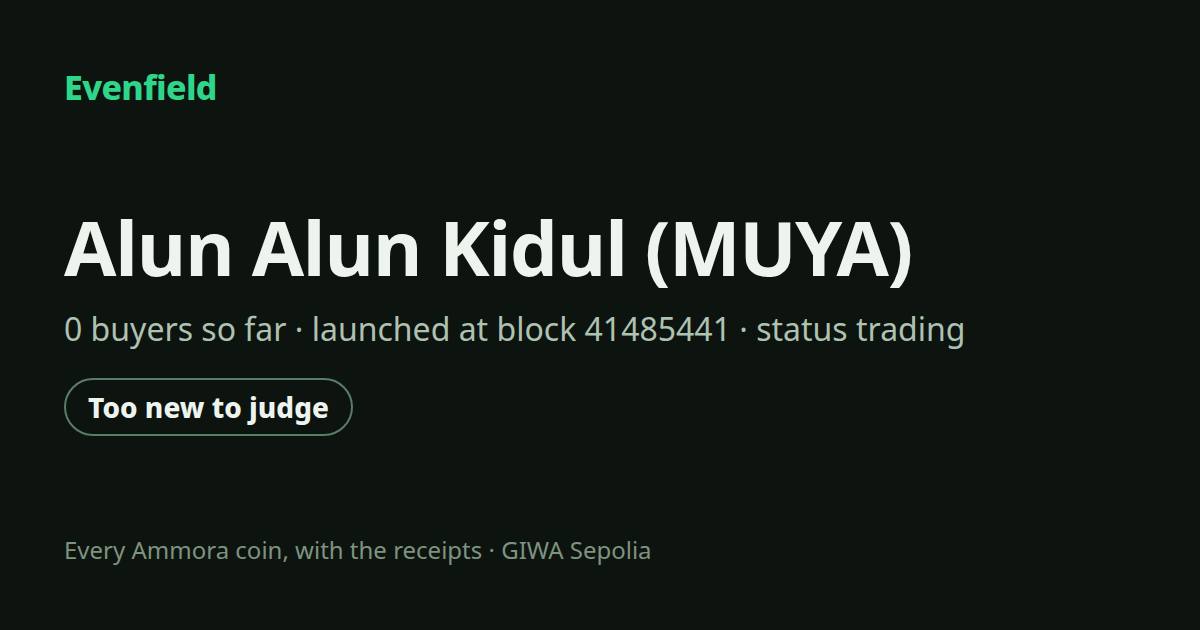 Evenfield
Alun Alun Kidul (MUYA)
0 buyers so far · launched at block 41485441 · status trading
Too new to judge
Every Ammora coin, with the receipts · GIWA Sepolia